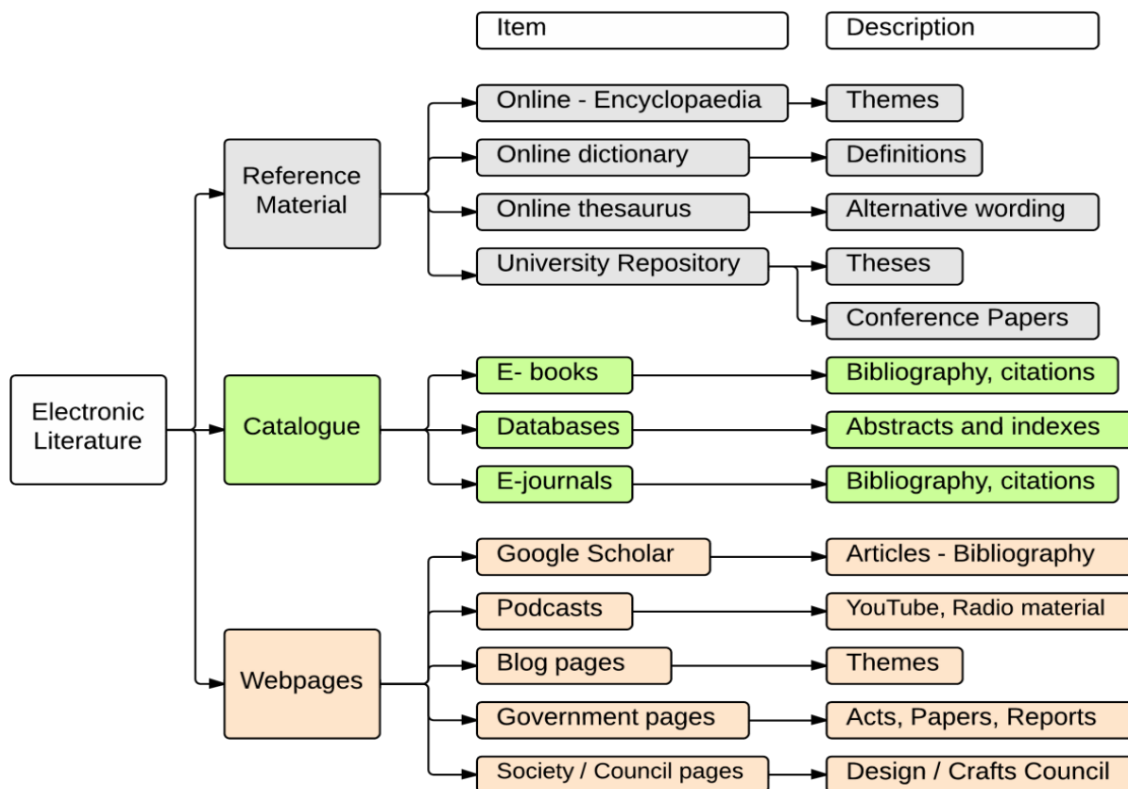 Item
Description
Online - Encyclopaedia
Themes
Reference
Material
Online dictionary
Definitions
Online thesaurus
Alternative wording
University Repository
Theses
Conference Papers
Electronic
Literature
Catalogue
E- books
Bibliography, citations
Databases
Abstracts and indexes
E-journals
Bibliography, citations
Webpages
Google Scholar
Articles - Bibliography
Podcasts
YouTube, Radio material
Blog pages
Themes
Government pages
Acts, Papers, Reports
Society / Council pages
Design / Crafts Council